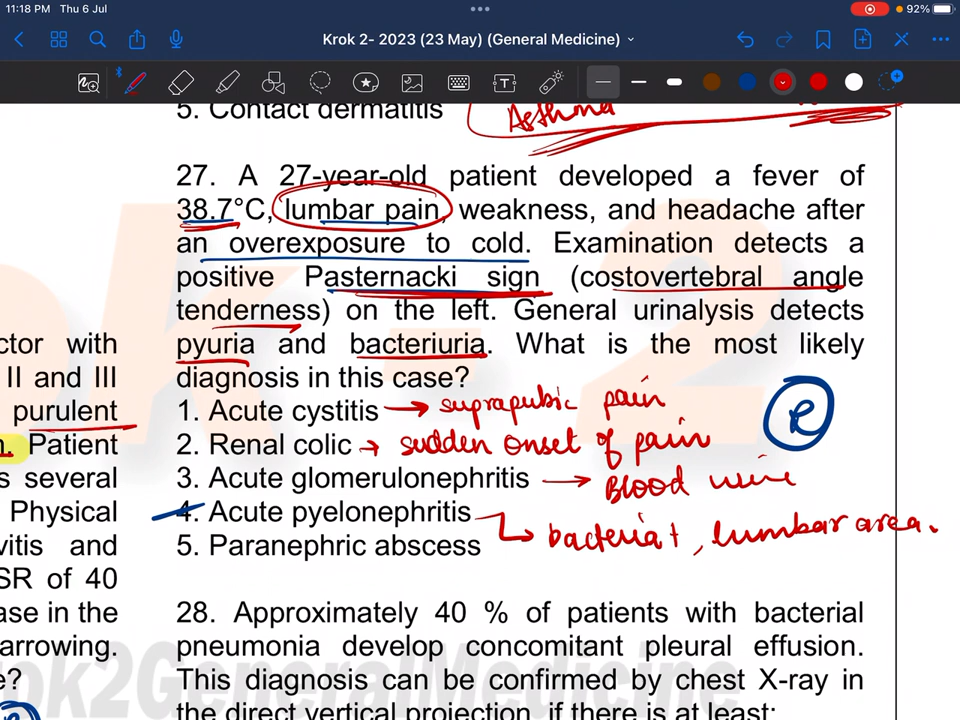 11:18 PM Thu 6 Jul
92%
Krok 2- 2023 (23 May) (General Medicine)
5. Contact dermatitis
Asthma
27. A 27-year-old patient developed a fever of
38.7°C, lumbar pain, weakness, and headache after
an overexposure to cold. Examination detects a
positive Pasternacki sign (costovertebral angle
tenderness) on the left. General urinalysis detects
pyuria and bacteriuria. What is the most likely
diagnosis in this case?
1. Acute cystitis → suprapubic pain
2. Renal colic → sudden onset of pain
3. Acute glomerulonephritis → Blood urine
4. Acute pyelonephritis
bacteria +, lumbar area.
5. Paranephric abscess
R
28. Approximately 40 % of patients with bacterial
pneumonia develop concomitant pleural effusion.
This diagnosis can be confirmed by chest X-ray in
the direct vertical projection, if there is at least:
ctor with
II and III
purulent
n. Patient
s several
Physical
vitis and
SR of 40
ase in the
arrowing.
e?
ok2GeneralMedicine
ok - 2